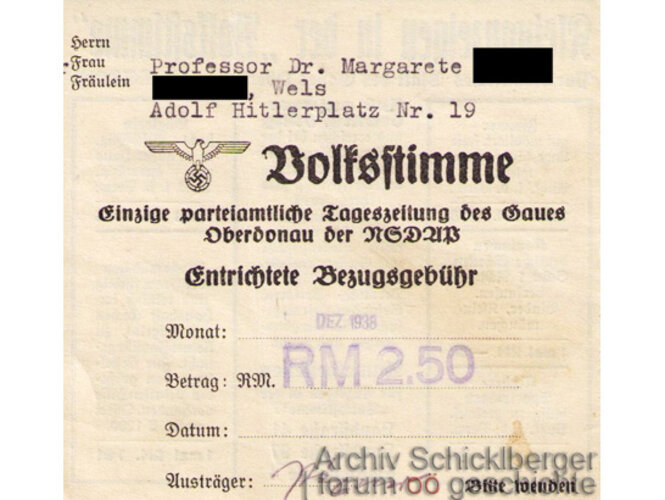 Herrn
Frau
Fräulein
Professor Dr. Margarete
, Wels
Adolf Hitlerplatz Nr. 19
Volksstimme
Einzige parteiamtliche Tageszeitung des Gaues
Oberdonau der NSDAP
Entrichtete Bezugsgebühr
Monat: DEZ. 1938
Betrag: RM. RM 2.50
Datum:
Austräger:
Bitte wenden
Archiv Schicklberger
forum oö geschichte